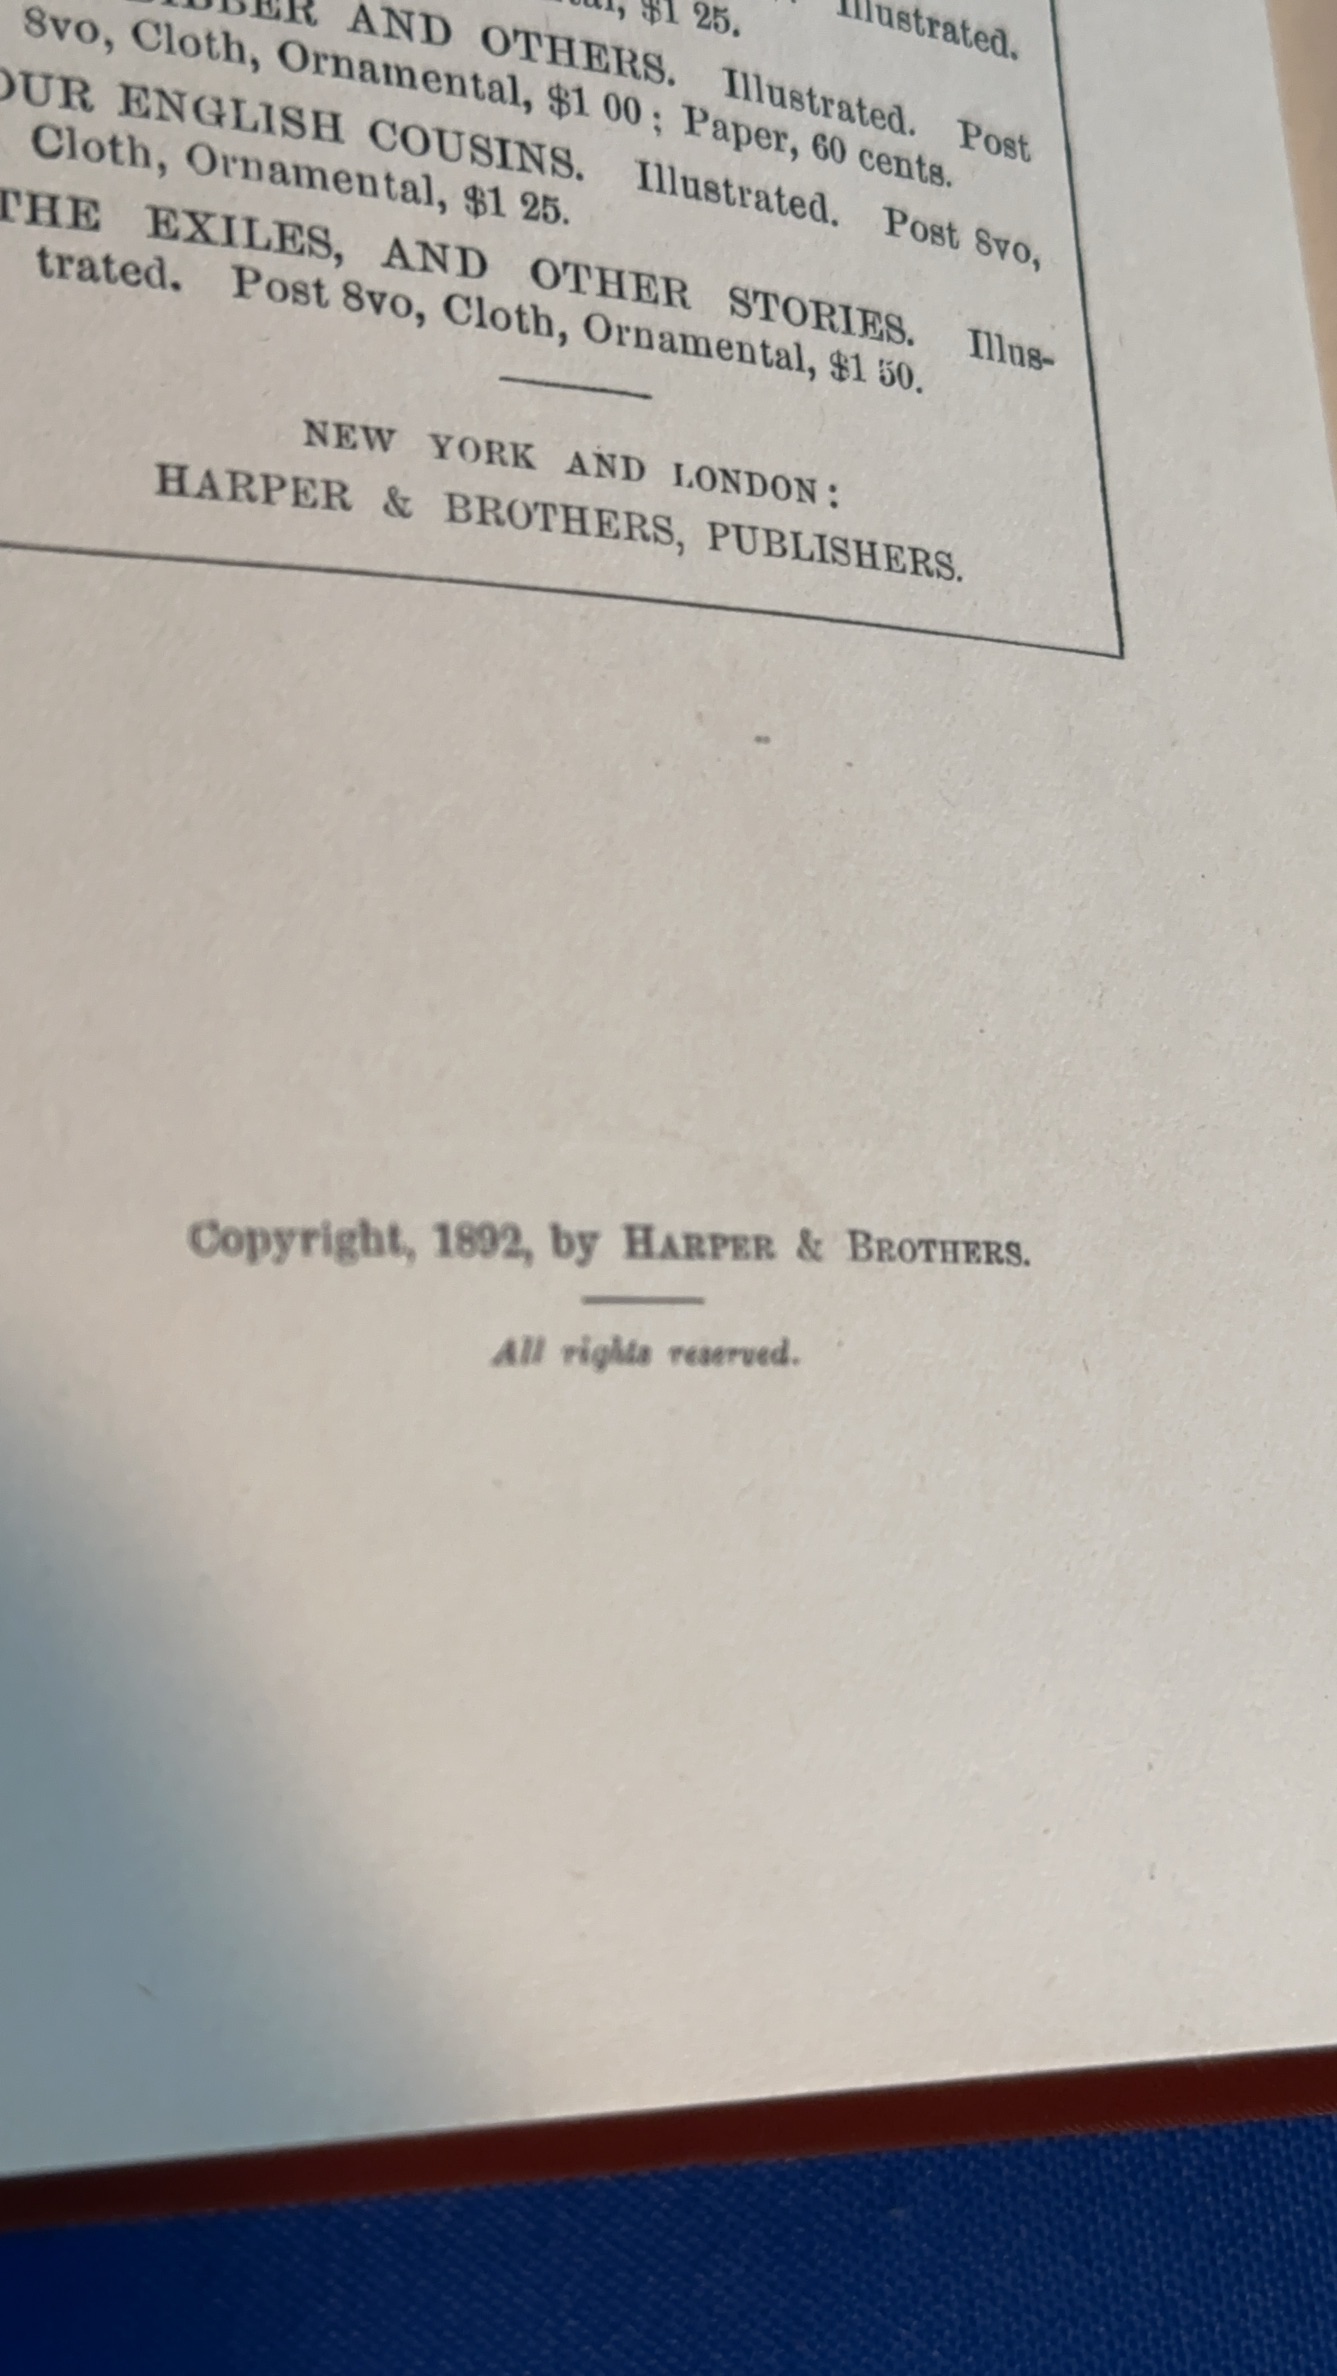 $1 25. Illustrated.
AND OTHERS. Illustrated. Post
8vo, Cloth, Ornamental, $1 00; Paper, 60 cents.
OUR ENGLISH COUSINS. Illustrated. Post 8vo,
Cloth, Ornamental, $1 25.
THE EXILES, AND OTHER STORIES. Illus-
trated. Post 8vo, Cloth, Ornamental, $1 50.
NEW YORK AND LONDON:
HARPER & BROTHERS, PUBLISHERS.
Copyright, 1892, by HARPER & BROTHERS.
All rights reserved.